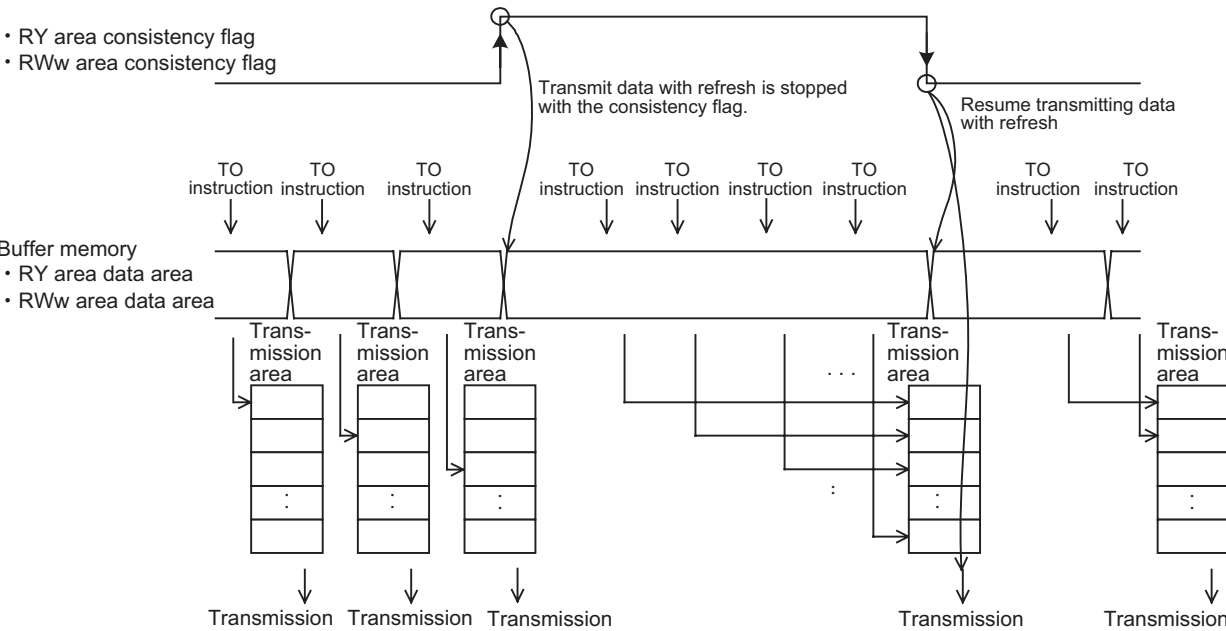 ・RY area consistency flag
・RWw area consistency flag
Transmit data with refresh is stopped
with the consistency flag.
Resume transmitting data
with refresh
TO
instruction
TO
instruction
TO
instruction
TO
instruction
TO
instruction
TO
instruction
TO
instruction
TO
instruction
TO
instruction
Buffer memory
・RY area data area
・RWw area data area
Trans-
mission
area
Trans-
mission
area
Trans-
mission
area
. . .
Trans-
mission
area
Trans-
mission
area
:
:
:
:
:
:
Transmission
Transmission
Transmission
Transmission
Transmission